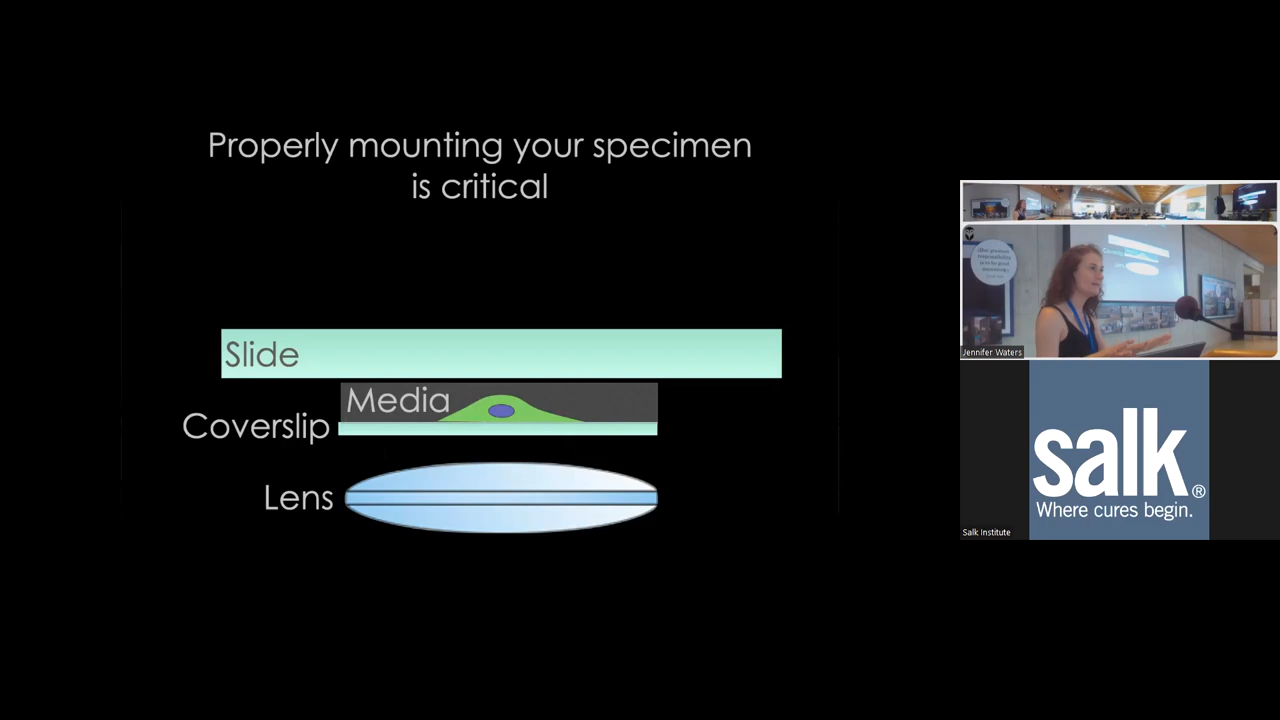 Properly mounting your specimen
is critical
Slide
Media
Coverslip
Lens
Jennifer Waters
salk®
Where cures begin.
Salk Institute